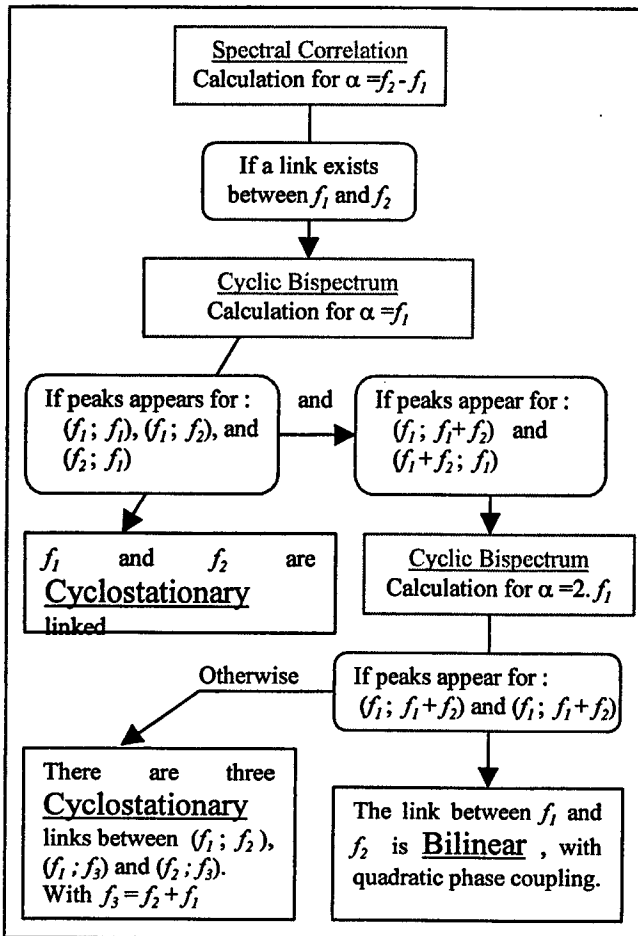 Spectral Correlation
Calculation for α =f₂ - f₁
If a link exists
between f₁ and f₂
Cyclic Bispectrum
Calculation for α =f₁
If peaks appears for :
(f₁ ; f₁), (f₁ ; f₂), and
(f₂ ; f₁)
and
If peaks appear for :
(f₁ ; f₁+f₂) and
(f₁+f₂ ; f₁)
f₁ and f₂ are
Cyclostationary
linked
Cyclic Bispectrum
Calculation for α =2. f₁
Otherwise
If peaks appear for :
(f₁ ; f₁+f₂) and (f₁ ; f₁+f₂)
There are three
Cyclostationary
links between (f₁ ; f₂),
(f₁ ; f₃) and (f₂ ; f₃).
With f₃ = f₂ + f₁
The link between f₁ and
f₂ is Bilinear , with
quadratic phase coupling.